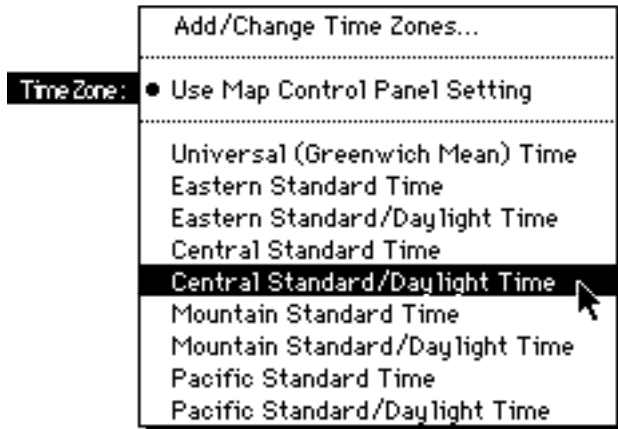 Add/Change Time Zones...
Time Zone: ● Use Map Control Panel Setting
Universal (Greenwich Mean) Time
Eastern Standard Time
Eastern Standard/Daylight Time
Central Standard Time
Central Standard/Daylight Time
Mountain Standard Time
Mountain Standard/Daylight Time
Pacific Standard Time
Pacific Standard/Daylight Time